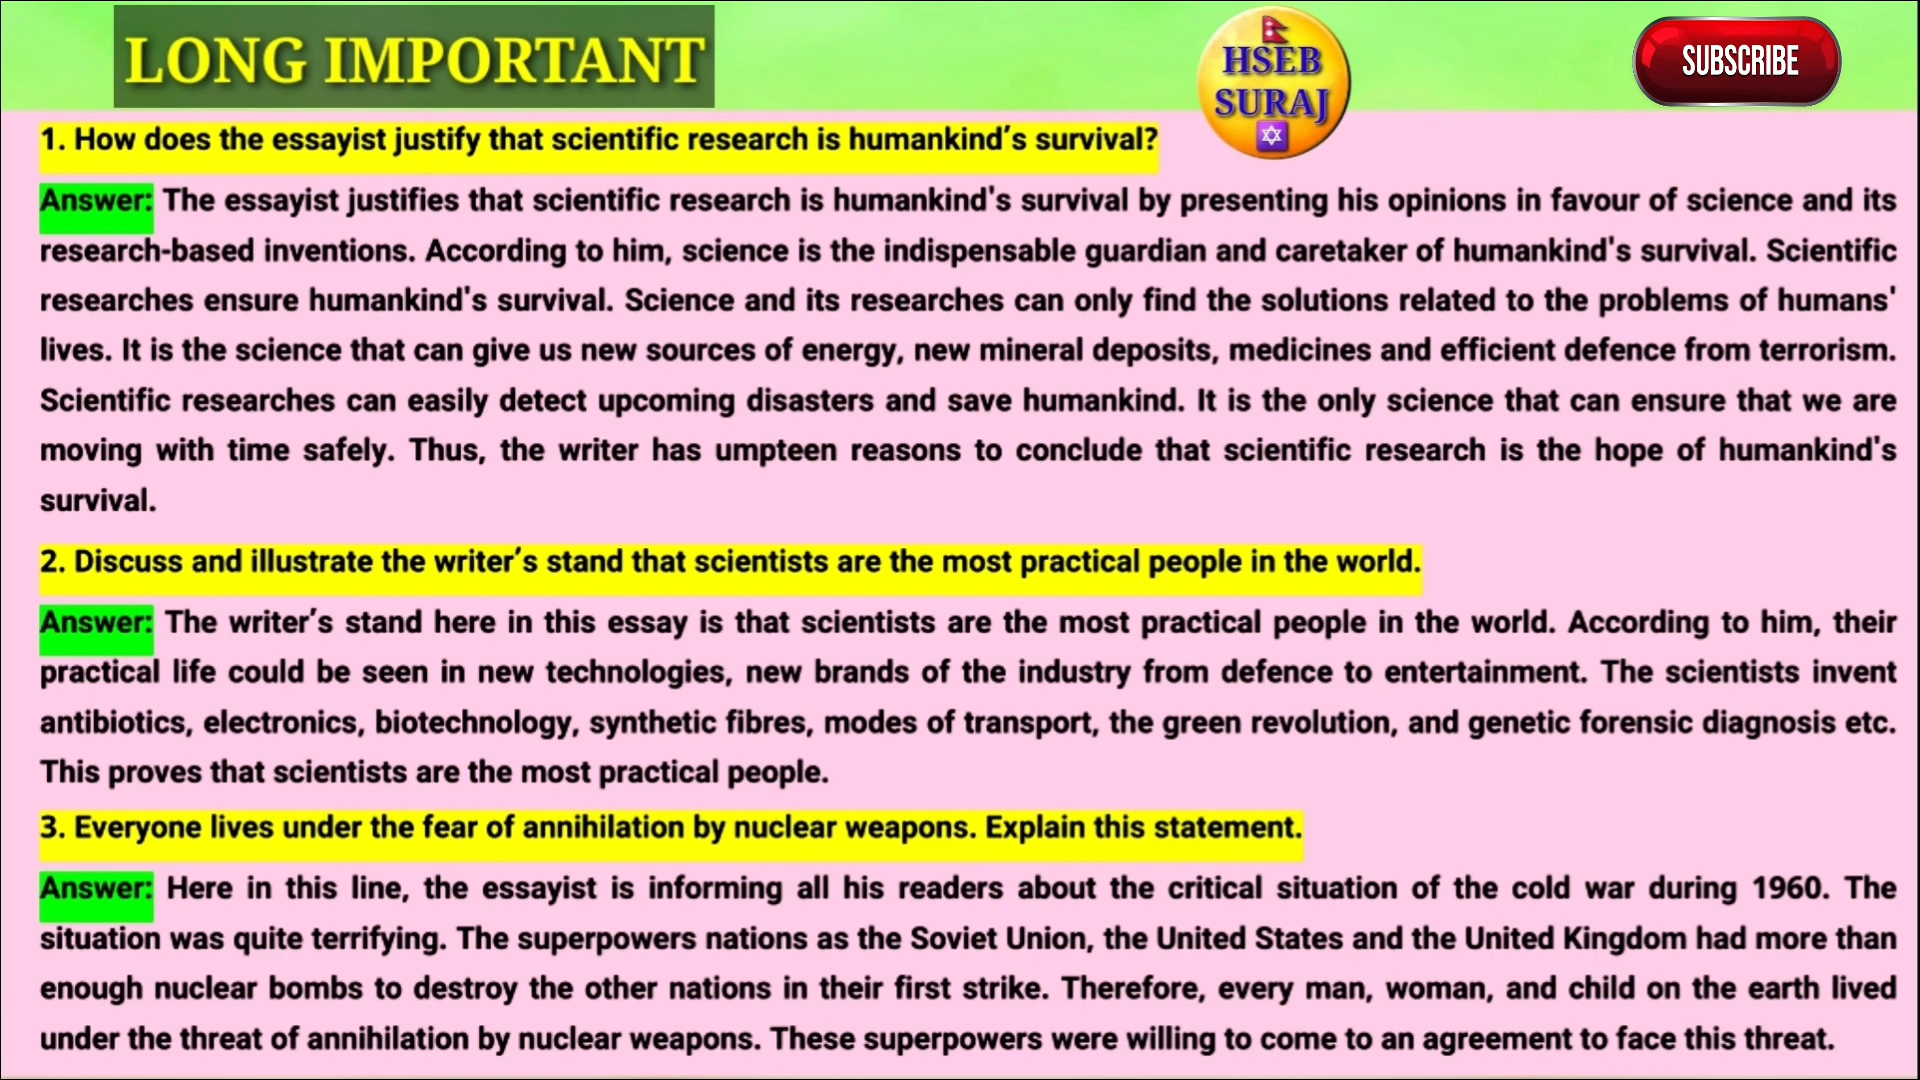 LONG IMPORTANT
HSEB
SURAJ
SUBSCRIBE
1. How does the essayist justify that scientific research is humankind’s survival?
Answer: The essayist justifies that scientific research is humankind's survival by presenting his opinions in favour of science and its
research-based inventions. According to him, science is the indispensable guardian and caretaker of humankind's survival. Scientific
researches ensure humankind's survival. Science and its researches can only find the solutions related to the problems of humans'
lives. It is the science that can give us new sources of energy, new mineral deposits, medicines and efficient defence from terrorism.
Scientific researches can easily detect upcoming disasters and save humankind. It is the only science that can ensure that we are
moving with time safely. Thus, the writer has umpteen reasons to conclude that scientific research is the hope of humankind's
survival.
2. Discuss and illustrate the writer’s stand that scientists are the most practical people in the world.
Answer: The writer’s stand here in this essay is that scientists are the most practical people in the world. According to him, their
practical life could be seen in new technologies, new brands of the industry from defence to entertainment. The scientists invent
antibiotics, electronics, biotechnology, synthetic fibres, modes of transport, the green revolution, and genetic forensic diagnosis etc.
This proves that scientists are the most practical people.
3. Everyone lives under the fear of annihilation by nuclear weapons. Explain this statement.
Answer: Here in this line, the essayist is informing all his readers about the critical situation of the cold war during 1960. The
situation was quite terrifying. The superpowers nations as the Soviet Union, the United States and the United Kingdom had more than
enough nuclear bombs to destroy the other nations in their first strike. Therefore, every man, woman, and child on the earth lived
under the threat of annihilation by nuclear weapons. These superpowers were willing to come to an agreement to face this threat.